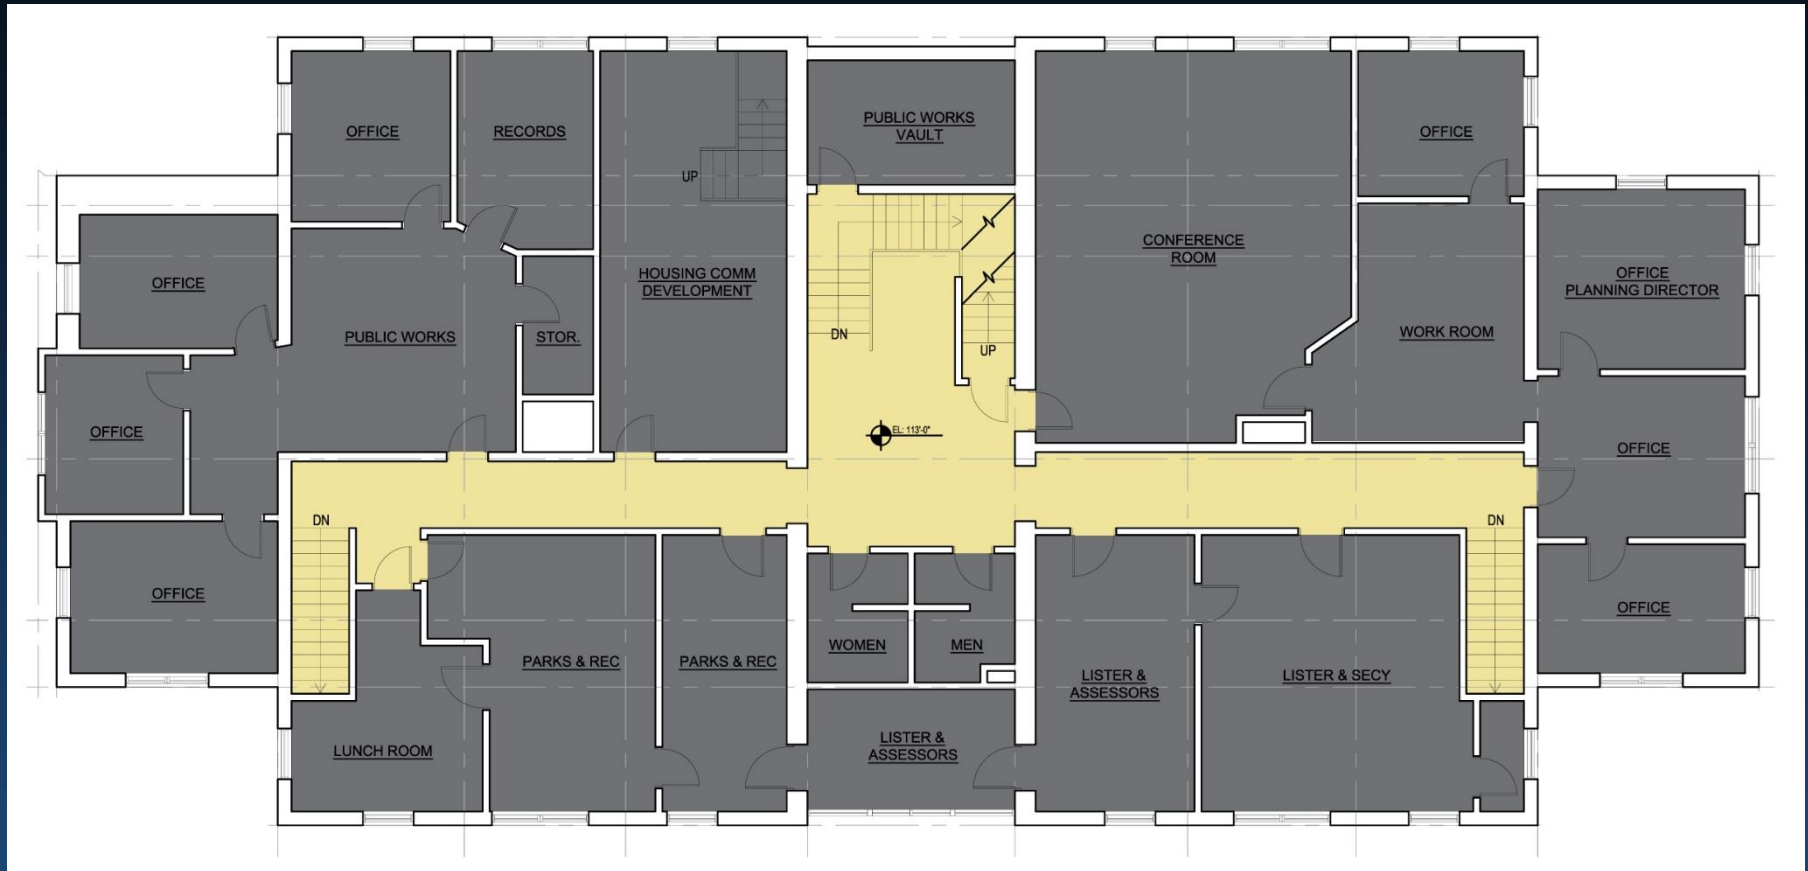 OFFICE
RECORDS
PUBLIC WORKS
VAULT
OFFICE
UP
CONFERENCE
ROOM
OFFICE
HOUSING COMM
DEVELOPMENT
OFFICE
PLANNING DIRECTOR
PUBLIC WORKS
STOR.
DN
UP
WORK ROOM
OFFICE
EL: 113'-0"
OFFICE
DN
DN
OFFICE
OFFICE
PARKS & REC
PARKS & REC
WOMEN
MEN
LISTER &
ASSESSORS
LISTER & SECY
LUNCH ROOM
LISTER &
ASSESSORS